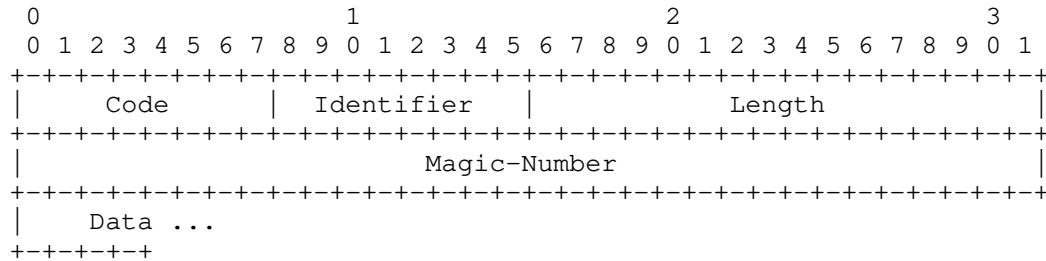 0                   1                   2                   3
 0 1 2 3 4 5 6 7 8 9 0 1 2 3 4 5 6 7 8 9 0 1 2 3 4 5 6 7 8 9 0 1
+-+-+-+-+-+-+-+-+-+-+-+-+-+-+-+-+-+-+-+-+-+-+-+-+-+-+-+-+-+-+-+-+
|     Code      |  Identifier   |            Length             |
+-+-+-+-+-+-+-+-+-+-+-+-+-+-+-+-+-+-+-+-+-+-+-+-+-+-+-+-+-+-+-+-+
|                         Magic-Number                          |
+-+-+-+-+-+-+-+-+-+-+-+-+-+-+-+-+-+-+-+-+-+-+-+-+-+-+-+-+-+-+-+-+
|    Data ...
+-+-+-+-+